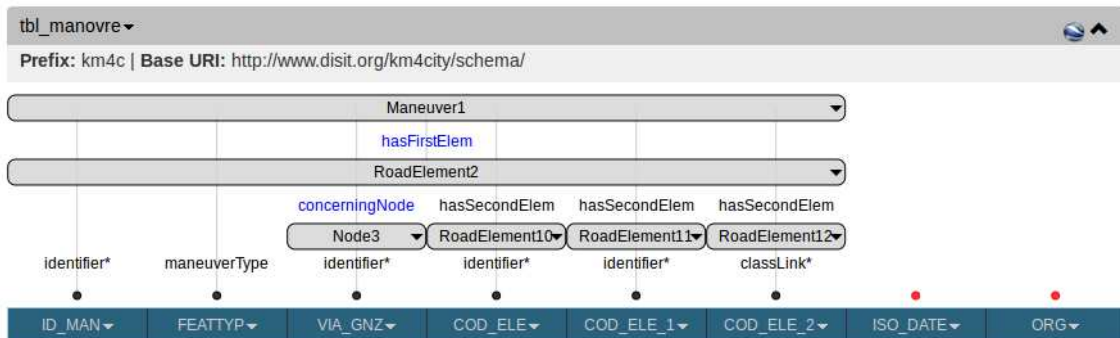 tbl_manovre
Prefix: km4c | Base URI: http://www.disit.org/km4city/schema/
Maneuver1
hasFirstElem
RoadElement2
concerningNode hasSecondElem hasSecondElem hasSecondElem
Node3 RoadElement10 RoadElement11 RoadElement12
identifier* maneuverType identifier* identifier* identifier* classLink*
ID_MAN FEATTYP VIA_GNZ COD_ELE COD_ELE_1 COD_ELE_2 ISO_DATE ORG